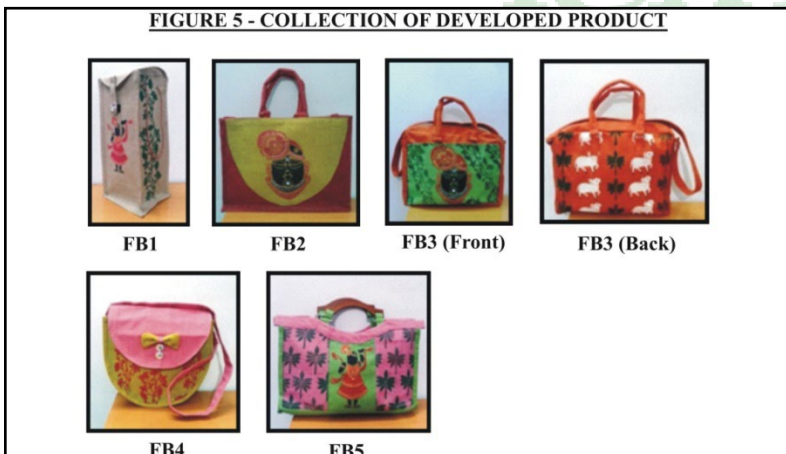 FIGURE 5 - COLLECTION OF DEVELOPED PRODUCT
FB1 FB2 FB3 (Front) FB3 (Back)
FB4 FB5